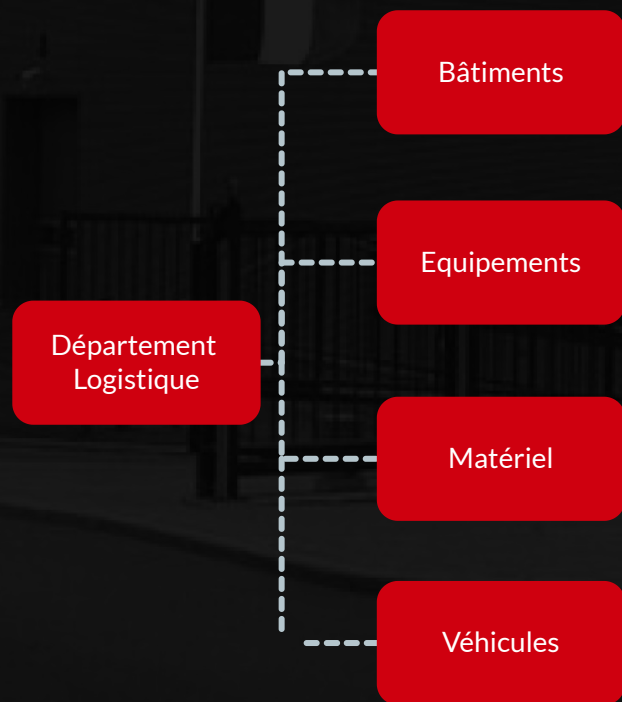 Bâtiments
Equipements
Département
Logistique
Matériel
Véhicules